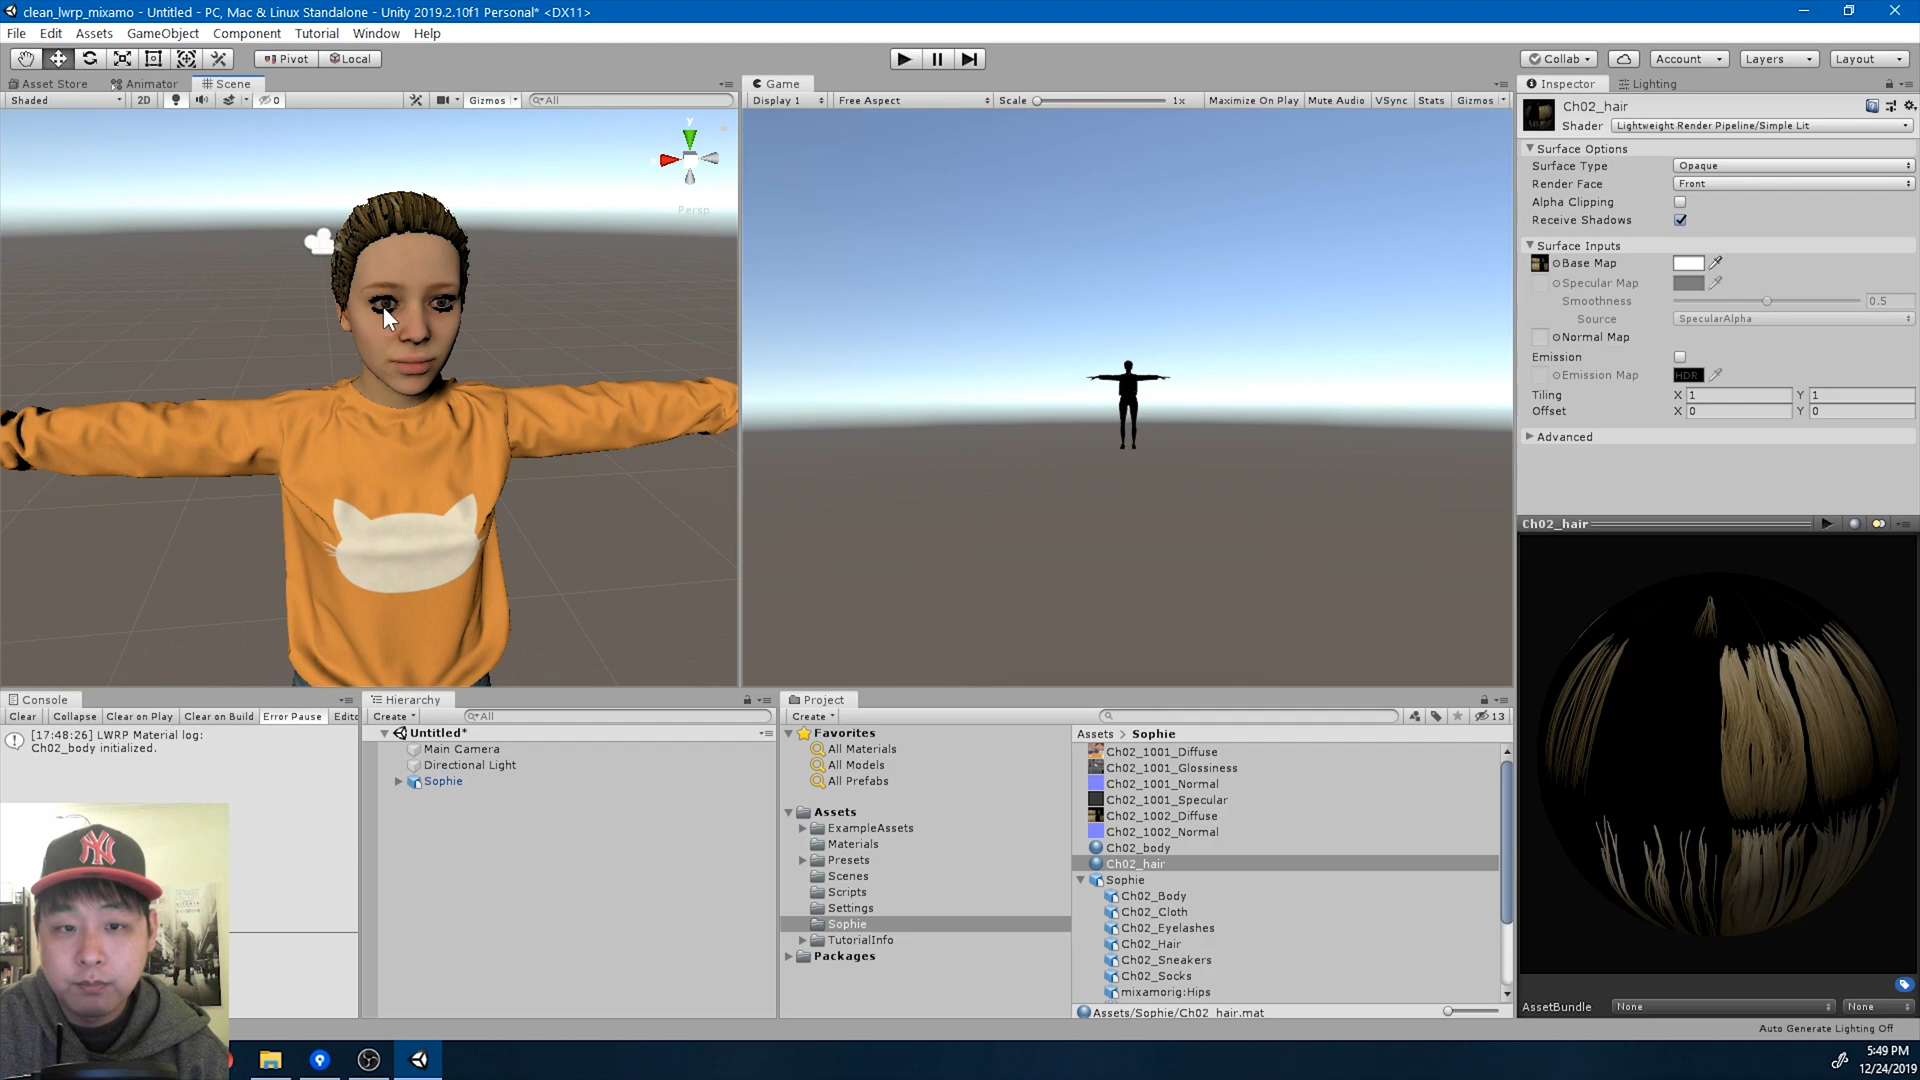 clean_lwrp_mixamo - Untitled - PC, Mac & Linux Standalone - Unity 2019.2.10f1 Personal* <DX11>
File Edit Assets GameObject Component Tutorial Window Help
Pivot Local Collab Account Layers Layout
Asset Store Animator Scene
Shaded 2D 0 Gizmos All
y
x
Persp
Game
Display 1 Free Aspect Scale 1x Maximize On Play Mute Audio VSync Stats Gizmos
Inspector Lighting
Ch02_hair
Shader Lightweight Render Pipeline/Simple Lit
Surface Options
Surface Type Opaque
Render Face Front
Alpha Clipping
Receive Shadows
Surface Inputs
Base Map
Specular Map
Smoothness 0.5
Source SpecularAlpha
Normal Map
Emission
Emission Map HDR
Tiling X 1 Y 1
Offset X 0 Y 0
Advanced
Ch02_hair
AssetBundle None None
Console
Clear Collapse Clear on Play Clear on Build Error Pause Edito
[17:48:26] LWRP Material log:
Ch02_body initialized.
Hierarchy
Create All
Untitled*
Main Camera
Directional Light
Sophie
Project
Create 13
Favorites
All Materials
All Models
All Prefabs
Assets
ExampleAssets
Materials
Presets
Scenes
Scripts
Settings
Sophie
TutorialInfo
Packages
Assets > Sophie
Ch02_1001_Diffuse
Ch02_1001_Glossiness
Ch02_1001_Normal
Ch02_1001_Specular
Ch02_1002_Diffuse
Ch02_1002_Normal
Ch02_body
Ch02_hair
Sophie
Ch02_Body
Ch02_Cloth
Ch02_Eyelashes
Ch02_Hair
Ch02_Sneakers
Ch02_Socks
mixamorig:Hips
Assets/Sophie/Ch02_hair.mat
Auto Generate Lighting Off
NY
5:49 PM
12/24/2019